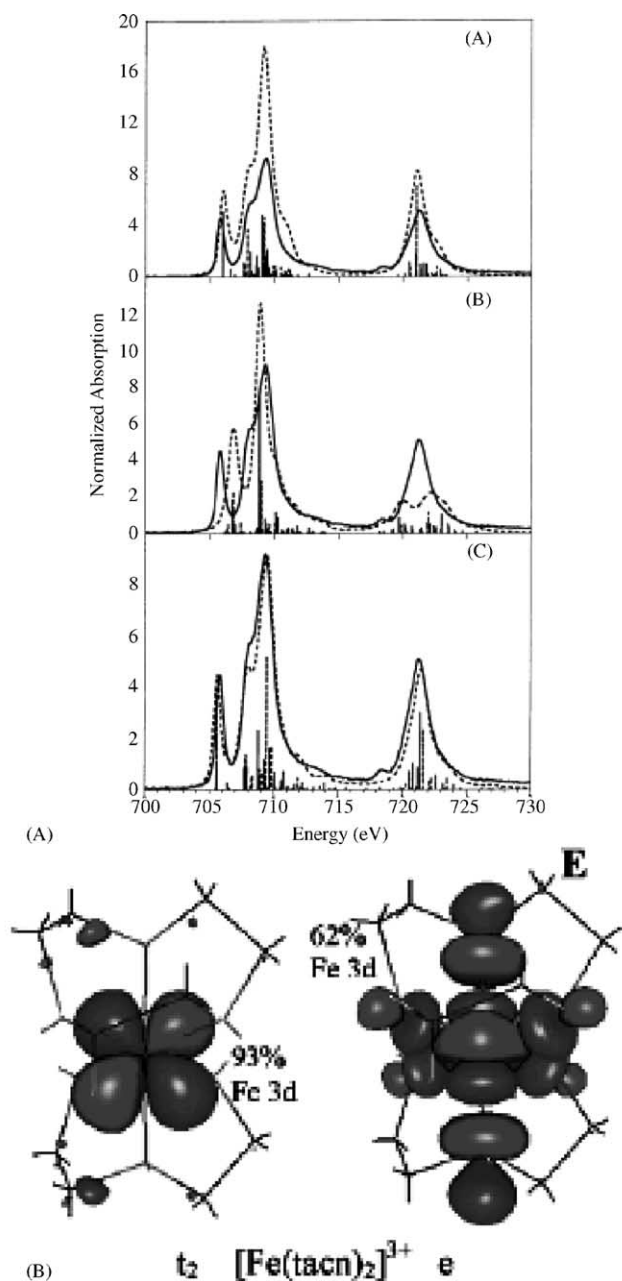 20
(A)
16
12
8
4
0
(B)
12
10
8
6
4
2
0
(C)
8
6
4
2
0
Normalized Absorption
700 705 710 715 720 725 730
Energy (eV)
(A)
E
62%
Fe 3d
93%
Fe 3d
(B) t₂ [Fe(tacn)₂]³⁺ e